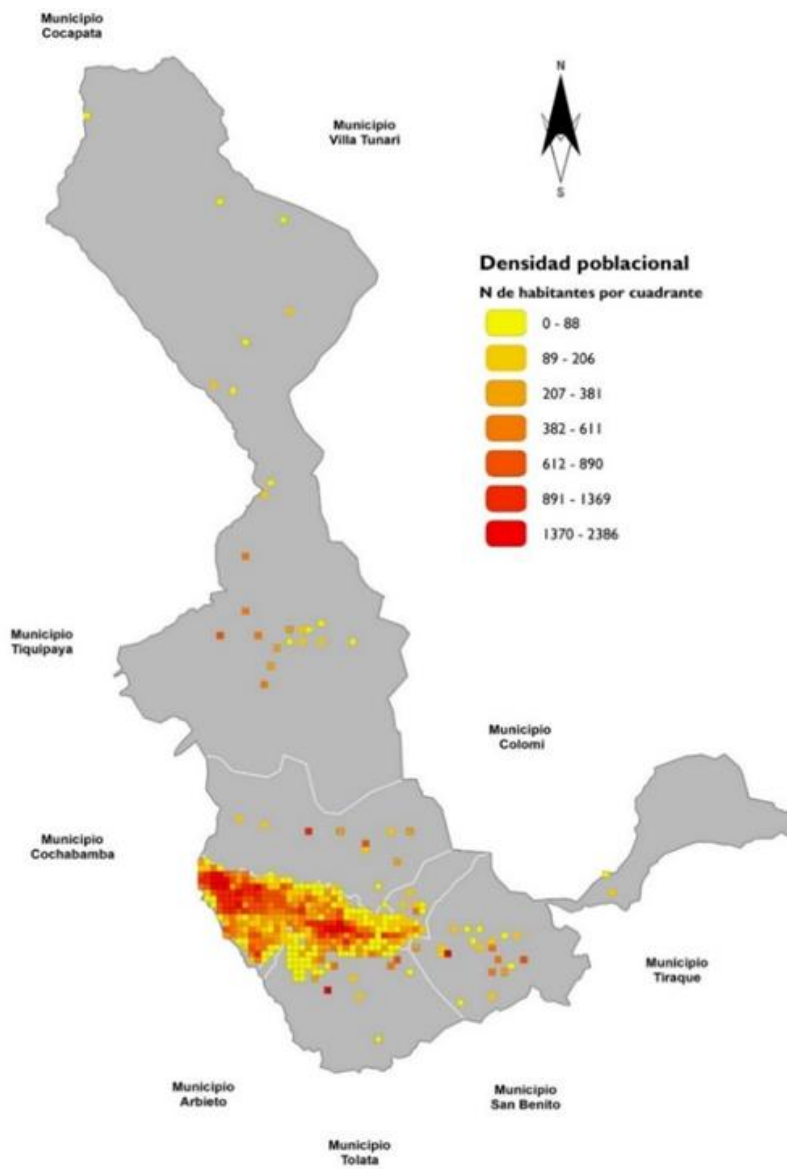 Municipio
Cocapata
N
Municipio
Villa Tunari
S
Densidad poblacional
N de habitantes por cuadrante
0 - 88
89 - 206
207 - 381
382 - 611
612 - 890
891 - 1369
1370 - 2386
Municipio
Tiquipaya
Municipio
Colomi
Municipio
Cochabamba
Municipio
Tiraque
Municipio
Arbieto
Municipio
San Benito
Municipio
Tolata